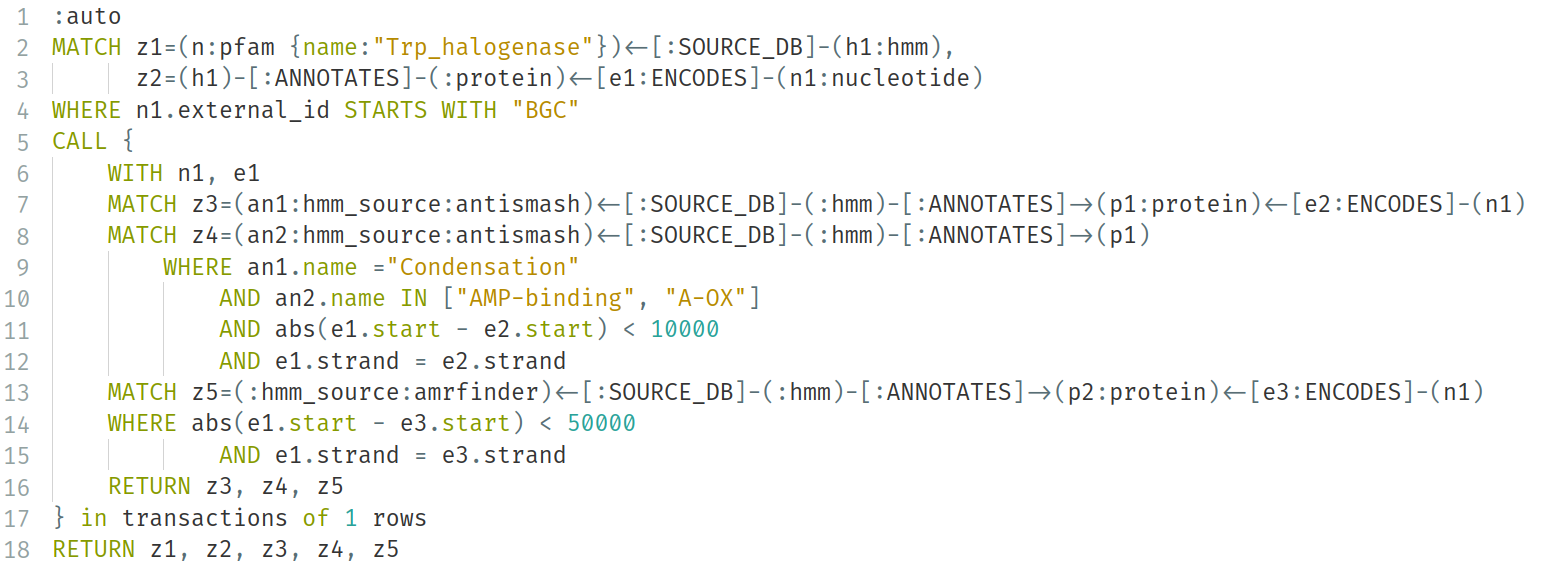 1 :auto
2 MATCH z1=(n:pfam {name:"Trp_halogenase"})<-[:SOURCE_DB]-(h1:hmm),
3 z2=(h1)-[:ANNOTATES]-(:protein)<-[e1:ENCODES]-(n1:nucleotide)
4 WHERE n1.external_id STARTS WITH "BGC"
5 CALL {
6 WITH n1, e1
7 MATCH z3=(an1:hmm_source:antismash)<-[:SOURCE_DB]-(:hmm)-[:ANNOTATES]->(p1:protein)<-[e2:ENCODES]-(n1)
8 MATCH z4=(an2:hmm_source:antismash)<-[:SOURCE_DB]-(:hmm)-[:ANNOTATES]->(p1)
9 WHERE an1.name ="Condensation"
10 AND an2.name IN ["AMP-binding", "A-OX"]
11 AND abs(e1.start - e2.start) < 10000
12 AND e1.strand = e2.strand
13 MATCH z5=(:hmm_source:amrfinder)<-[:SOURCE_DB]-(:hmm)-[:ANNOTATES]->(p2:protein)<-[e3:ENCODES]-(n1)
14 WHERE abs(e1.start - e3.start) < 50000
15 AND e1.strand = e3.strand
16 RETURN z3, z4, z5
17 } in transactions of 1 rows
18 RETURN z1, z2, z3, z4, z5